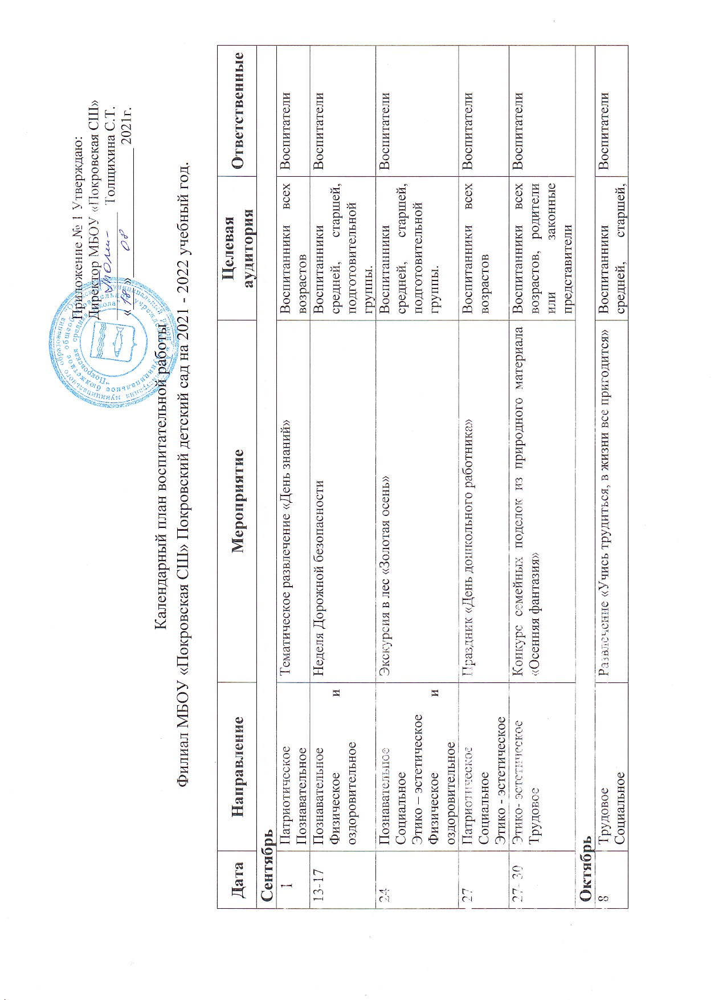 Приложение № 1 Утверждаю:
Директор МБОУ «Покровская СШ»
Толщихина С.Т.
«18» 08 2021г.
Календарный план воспитательной работы
Филиал МБОУ «Покровская СШ» Покровский детский сад на 2021 - 2022 учебный год.
Дата Направление Мероприятие Целевая аудитория Ответственные
Сентябрь
1 Патриотическое Тематическое развлечение «День знаний» Воспитанники всех Воспитатели
Познавательное возрастов
13-17 Познавательное Неделя Дорожной безопасности Воспитанники Воспитатели
Физическое и средней, старшей,
оздоровительное подготовительной
группы.
24 Познавательное Экскурсия в лес «Золотая осень» Воспитанники Воспитатели
Социальное средней, старшей,
Этико – эстетическое подготовительной
Физическое и группы.
оздоровительное
27 Патриотическое Праздник «День дошкольного работника» Воспитанники всех Воспитатели
Социальное возрастов
Этико - эстетическое
27- 30 Этико- эстетическое Конкурс семейных поделок из природного материала Воспитанники всех Воспитатели
Трудовое «Осенняя фантазия» возрастов, родители
или законные
представители
Октябрь
8 Трудовое Развлечение «Учись трудиться, в жизни все пригодится» Воспитанники Воспитатели
Социальное средней, старшей,